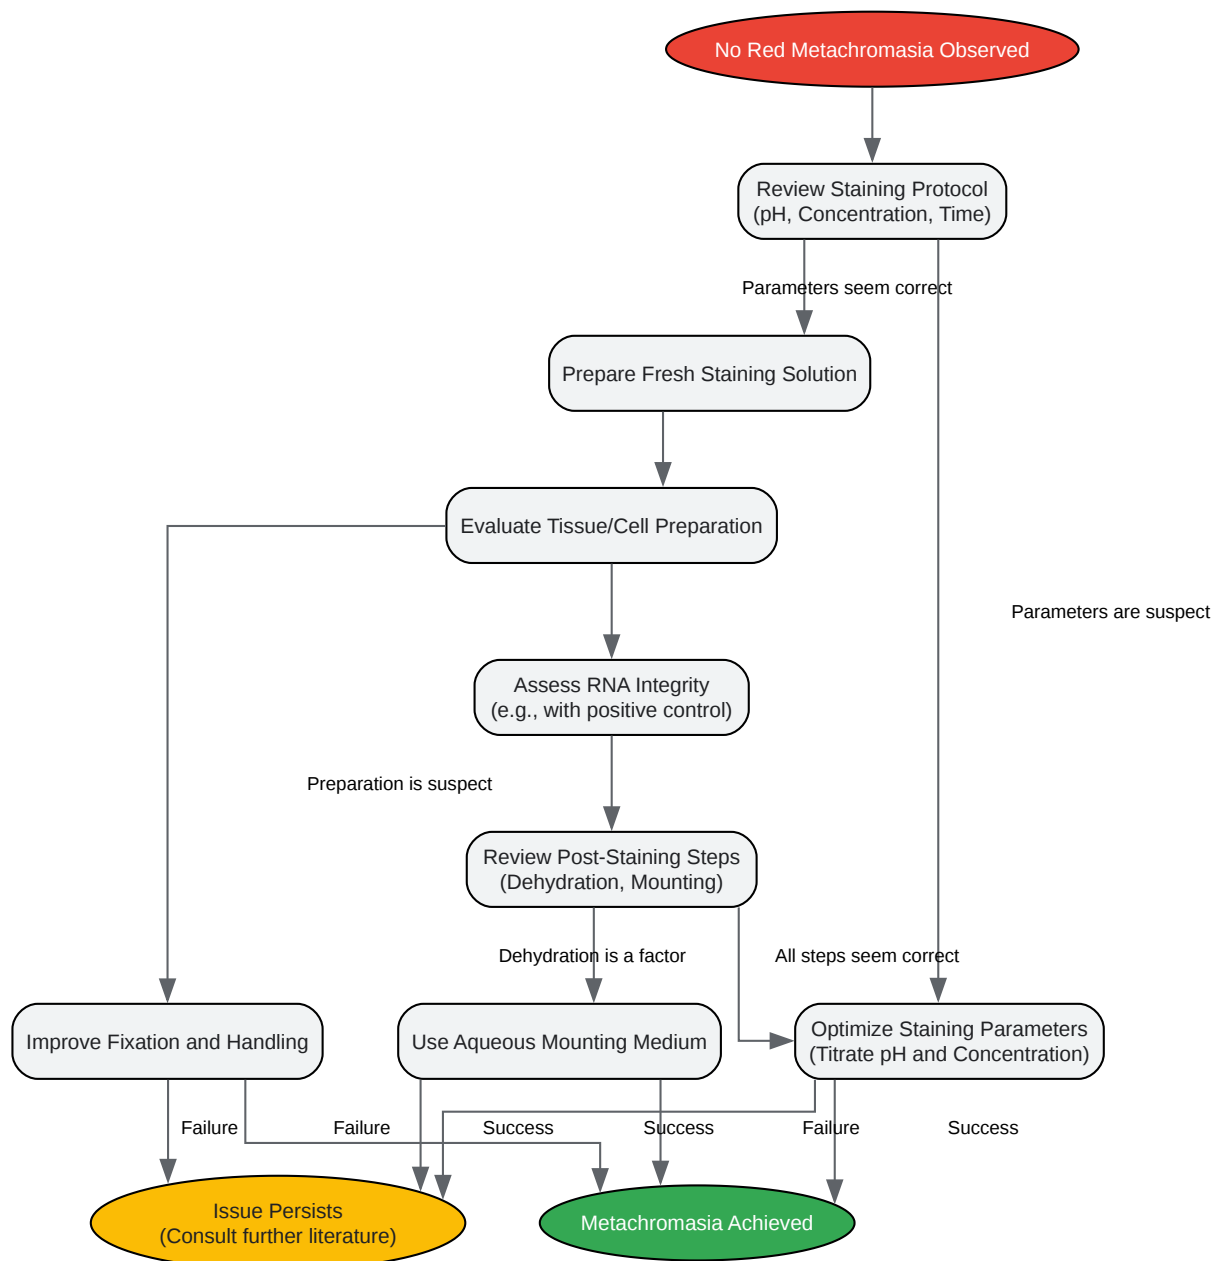 No Red Metachromasia Observed
Review Staining Protocol
(pH, Concentration, Time)
Parameters seem correct
Prepare Fresh Staining Solution
Evaluate Tissue/Cell Preparation
Parameters are suspect
Assess RNA Integrity
(e.g., with positive control)
Preparation is suspect
Review Post-Staining Steps
(Dehydration, Mounting)
Dehydration is a factor
All steps seem correct
Improve Fixation and Handling
Use Aqueous Mounting Medium
Optimize Staining Parameters
(Titrate pH and Concentration)
Failure
Failure
Success
Success
Failure
Success
Issue Persists
(Consult further literature)
Metachromasia Achieved